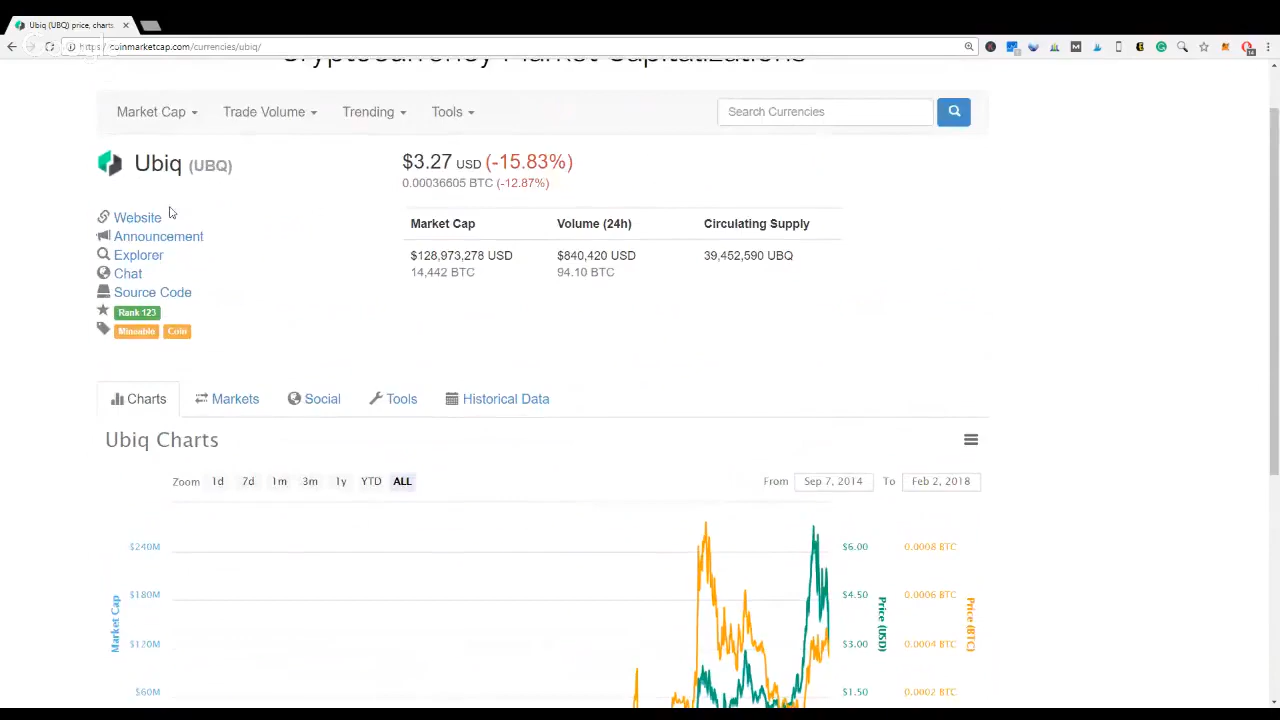 Ubiq (UBQ) price, charts
coinmarketcap.com/currencies/ubiq/
Cryptocurrency Market Capitalizations
Market Cap Trade Volume Trending Tools Search Currencies
Ubiq (UBQ)
$3.27 USD (-15.83%)
0.00036605 BTC (-12.87%)
Website
Announcement
Explorer
Chat
Source Code
Rank 123
Mineable Coin
Market Cap Volume (24h) Circulating Supply
$128,973,278 USD $840,420 USD 39,452,590 UBQ
14,442 BTC 94.10 BTC
Charts Markets Social Tools Historical Data
Ubiq Charts
Zoom 1d 7d 1m 3m 1y YTD ALL From Sep 7, 2014 To Feb 2, 2018
$240M $6.00 0.0008 BTC
$180M $4.50 0.0006 BTC
$120M $3.00 0.0004 BTC
$60M $1.50 0.0002 BTC
Market Cap
Price (USD)
Price (BTC)